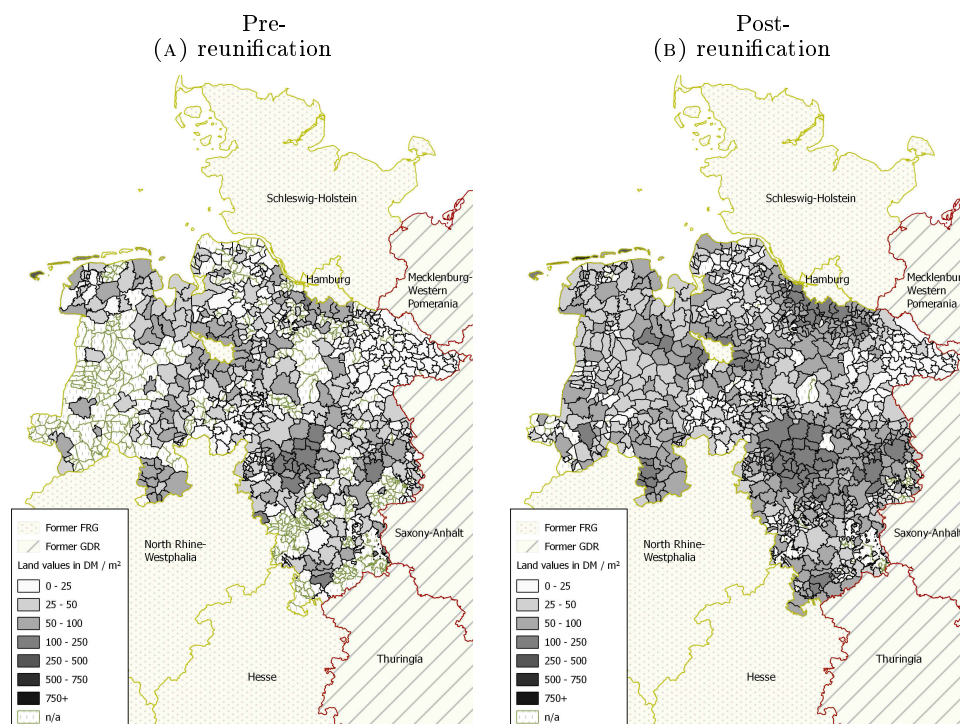 Pre-
(A) reunification
Schleswig-Holstein
Hamburg
Mecklenburg-
Western
Pomerania
North Rhine-
Westphalia
Saxony-Anhalt
Hesse
Thuringia
Former FRG
Former GDR
Land values in DM / m²
0 - 25
25 - 50
50 - 100
100 - 250
250 - 500
500 - 750
750+
n/a
Post-
(B) reunification
Schleswig-Holstein
Hamburg
Mecklenburg-
Western
Pomerania
North Rhine-
Westphalia
Saxony-Anhalt
Hesse
Thuringia
Former FRG
Former GDR
Land values in DM / m²
0 - 25
25 - 50
50 - 100
100 - 250
250 - 500
500 - 750
750+
n/a